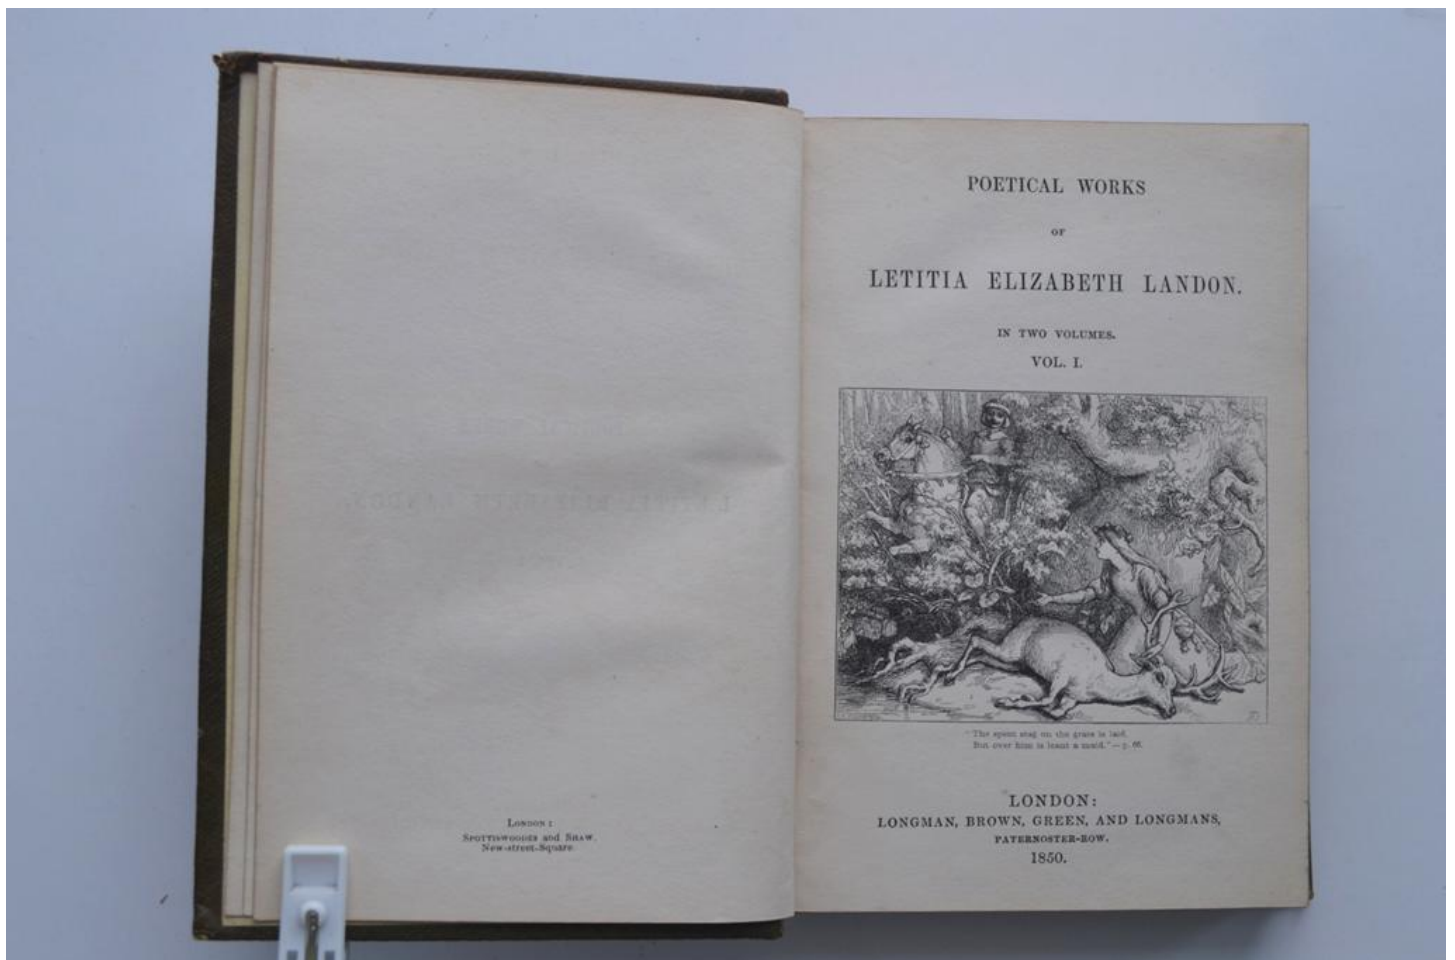 LONDON:
SPOTTISWOODES and SHAW,
New-street-Square.
POETICAL WORKS
OF
LETITIA ELIZABETH LANDON.
IN TWO VOLUMES.
VOL. I.
"The spent stag on the grass is laid,
But over him is leant a maid."—p. 66.
LONDON:
LONGMAN, BROWN, GREEN, AND LONGMANS,
PATERNOSTER-ROW.
1850.